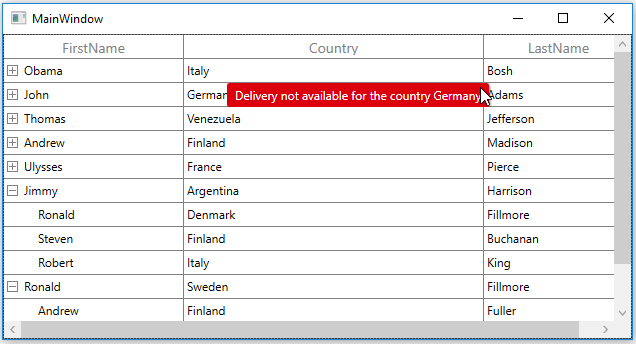 MainWindow
FirstName Country LastName
Obama Italy Bosh
John German Delivery not available for the country Germany Adams
Thomas Venezuela Jefferson
Andrew Finland Madison
Ulysses France Pierce
Jimmy Argentina Harrison
Ronald Denmark Fillmore
Steven Finland Buchanan
Robert Italy King
Ronald Sweden Fillmore
Andrew Finland Fuller